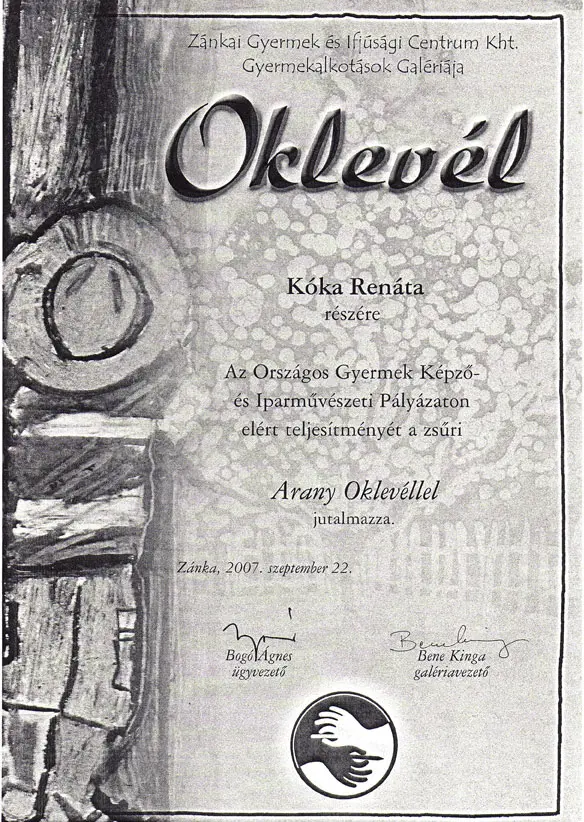 Zánkai Gyermek és Ifjúsági Centrum Kht.
Gyermekalkotások Galériája
Oklevél
Kóka Renáta
részére
Az Országos Gyermek Képző-
és Iparművészeti Pályázaton
elért teljesítményét a zsűri
Arany Oklevéllel
jutalmazza.
Zánka, 2007. szeptember 22.
Bogó Ágnes
ügyvezető
Bene Kinga
galériavezető